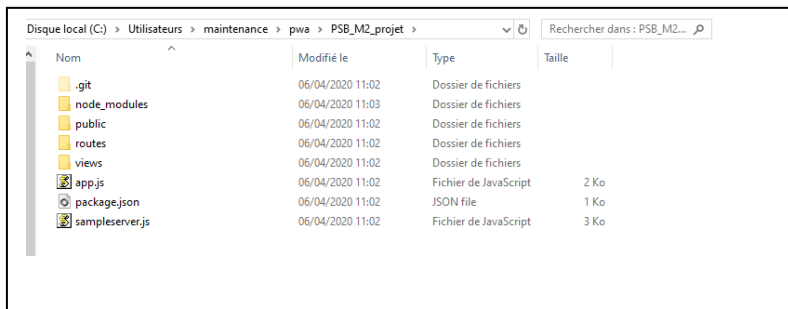 Disque local (C:) > Utilisateurs > maintenance > pwa > PSB_M2_projet > Rechercher dans : PSB_M2...
Nom Modifié le Type Taille
.git 06/04/2020 11:02 Dossier de fichiers
node_modules 06/04/2020 11:03 Dossier de fichiers
public 06/04/2020 11:02 Dossier de fichiers
routes 06/04/2020 11:02 Dossier de fichiers
views 06/04/2020 11:02 Dossier de fichiers
app.js 06/04/2020 11:02 Fichier de JavaScript 2 Ko
package.json 06/04/2020 11:02 JSON file 1 Ko
sampleserver.js 06/04/2020 11:02 Fichier de JavaScript 3 Ko